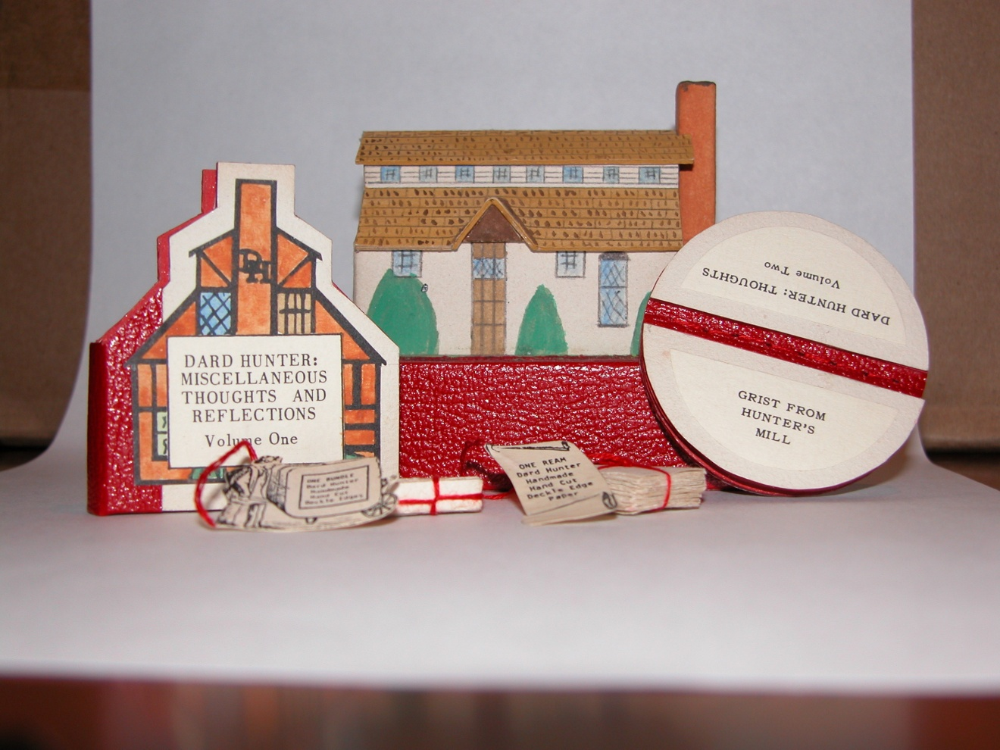 DH
DARD HUNTER:
MISCELLANEOUS
THOUGHTS AND
REFLECTIONS
Volume One
ONE BUNDLE
Dard Hunter
Handmade
Hand Cut
Deckle Edges
ONE REAM
Dard Hunter
Handmade
Hand Cut
Deckle Edge
Paper
DARD HUNTER: THOUGHTS
Volume Two
GRIST FROM
HUNTER'S
MILL